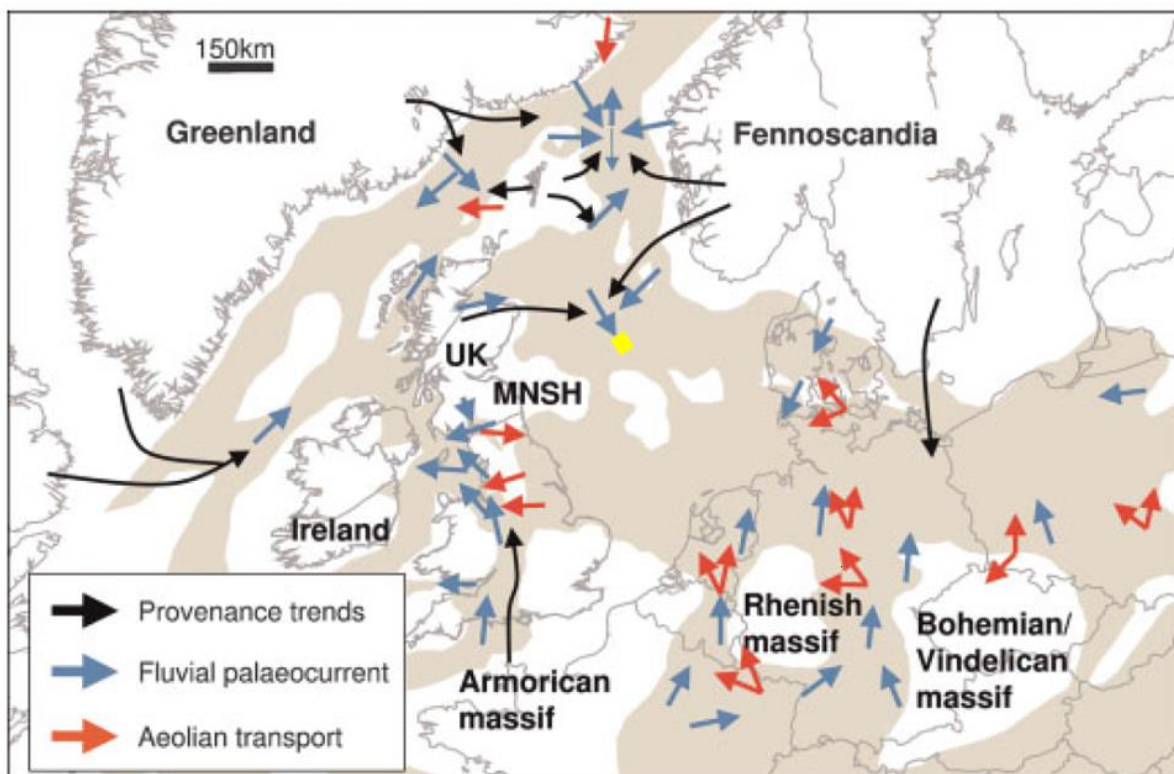 150km
Greenland
Fennoscandia
UK
MNSH
Ireland
Rhenish
massif
Bohemian/
Vindelican
massif
Armorican
massif
Provenance trends
Fluvial palaeocurrent
Aeolian transport